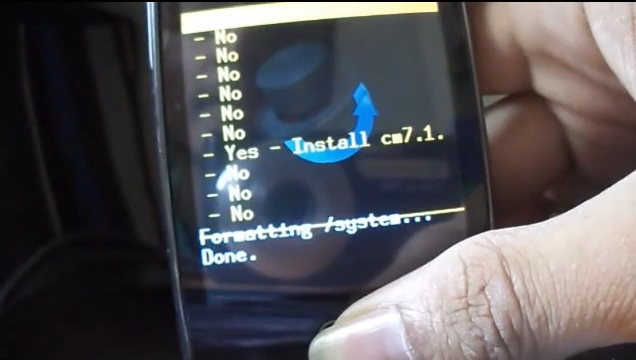 - No
- No
- No
- No
- No
- No
- Yes - Install cm7.1.
- No
- No
- No
Formatting /system...
Done.